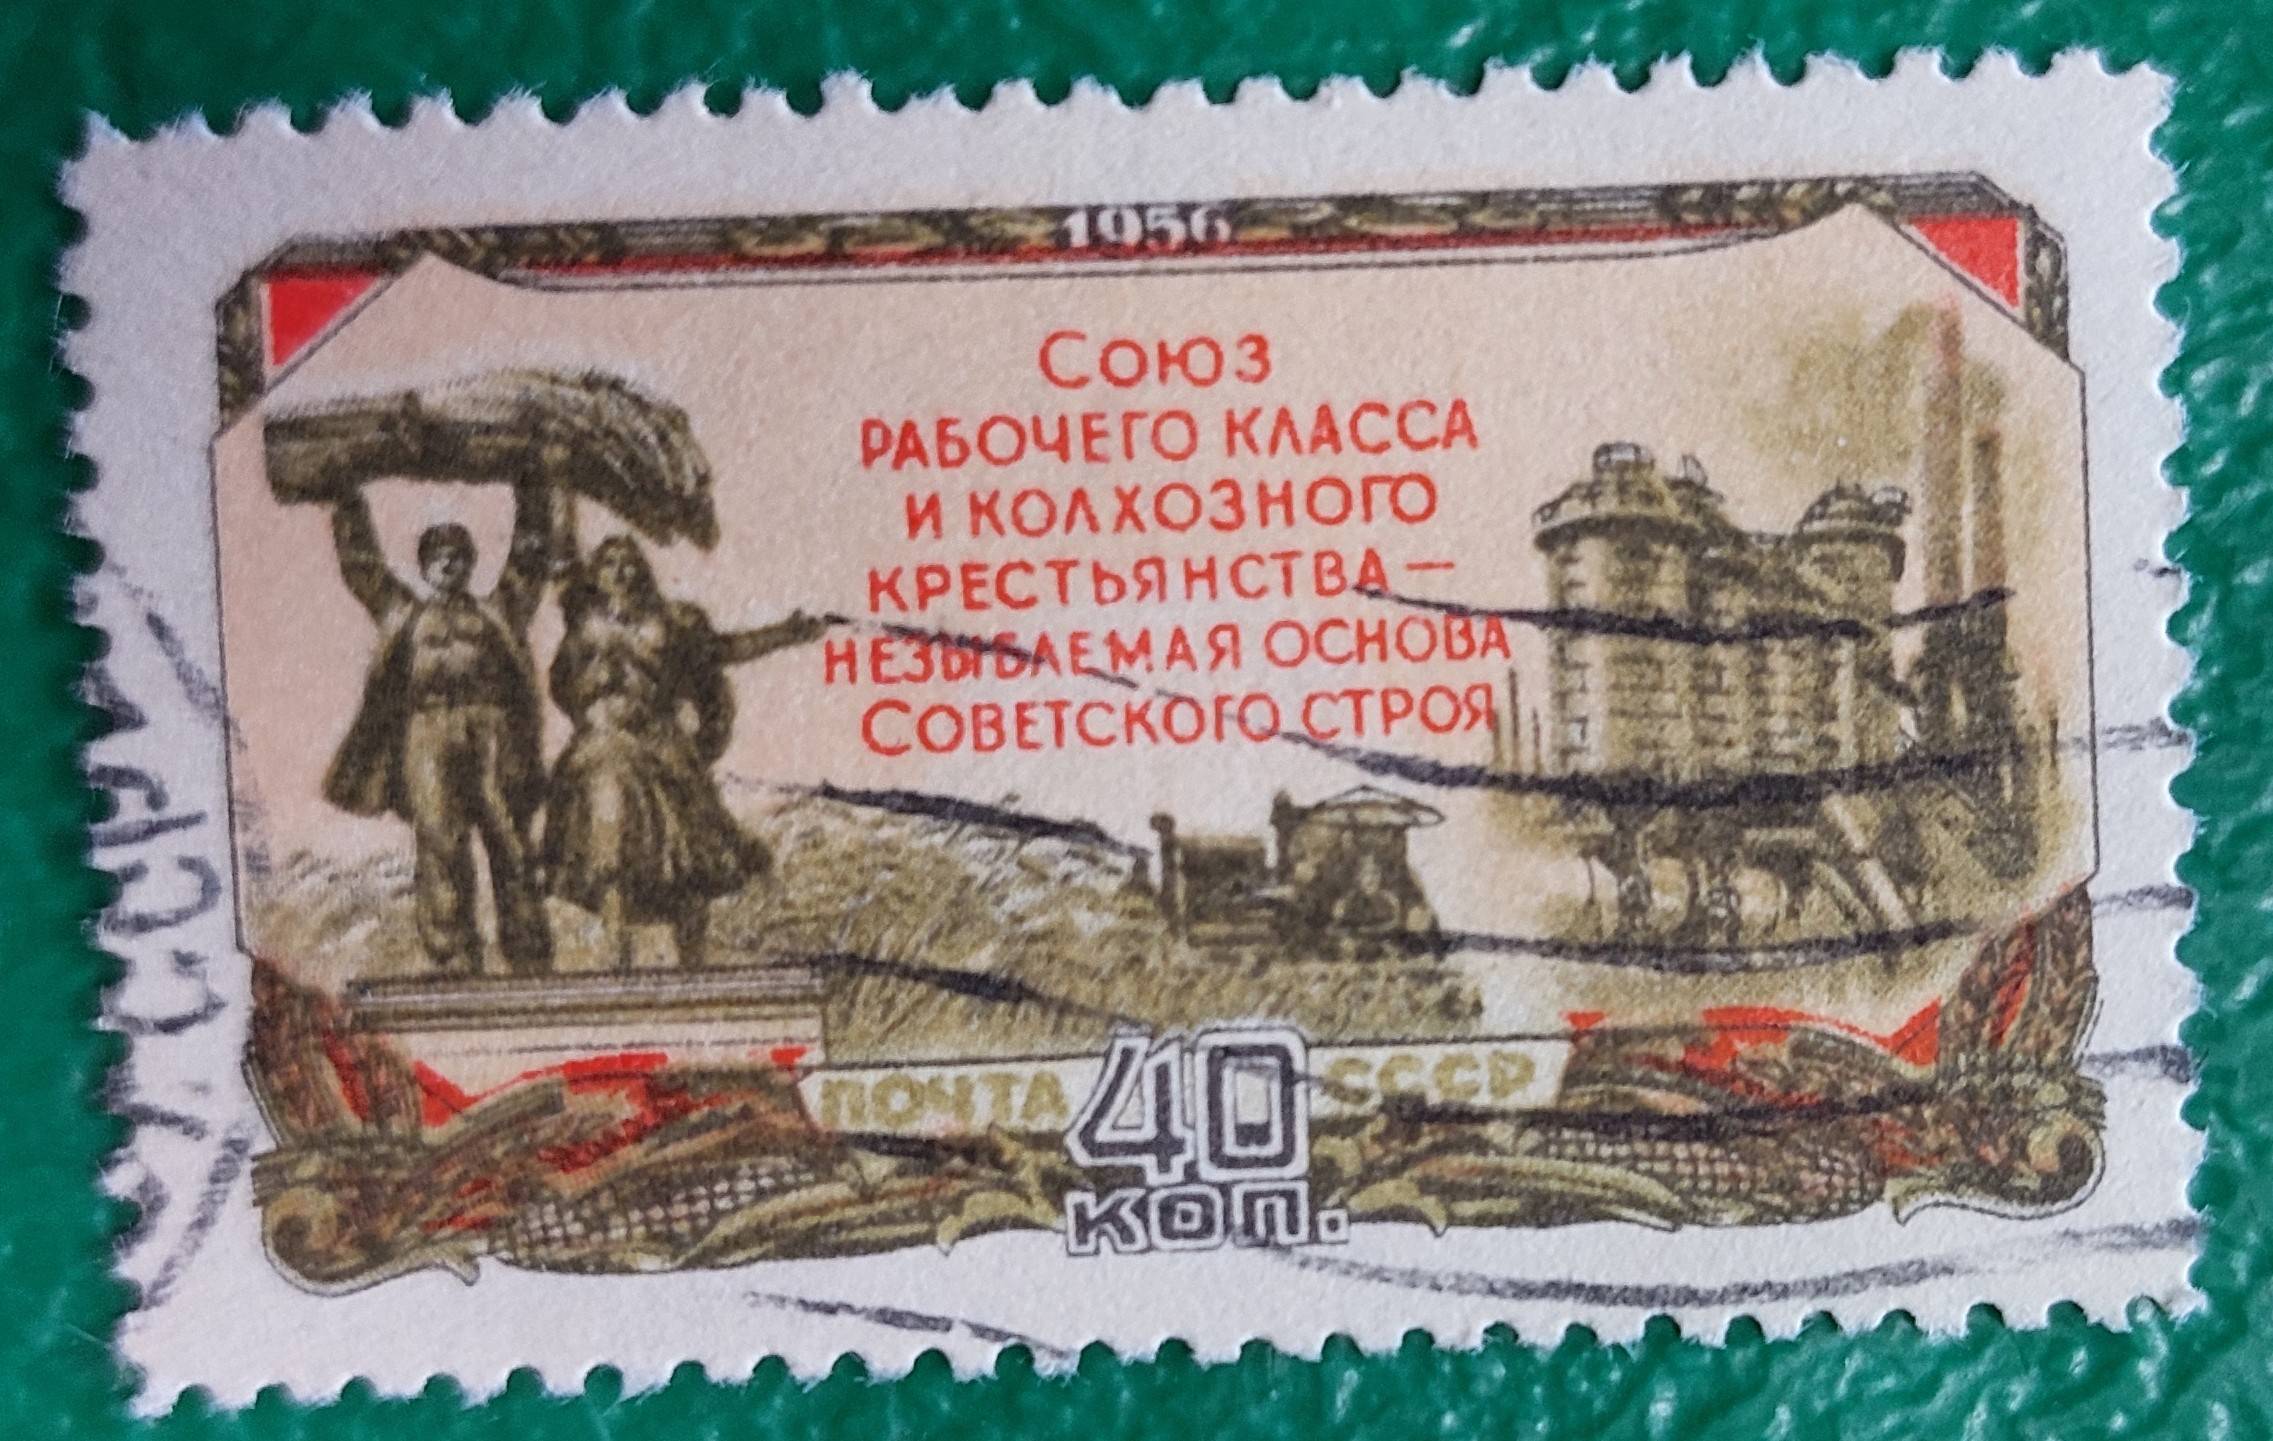 1956
Союз
РАБОЧЕГО КЛАССА
И КОЛХОЗНОГО
КРЕСТЬЯНСТВА —
НЕЗЫБЛЕМАЯ ОСНОВА
СОВЕТСКОГО СТРОЯ
ПОЧТА 40 СССР
КОП.